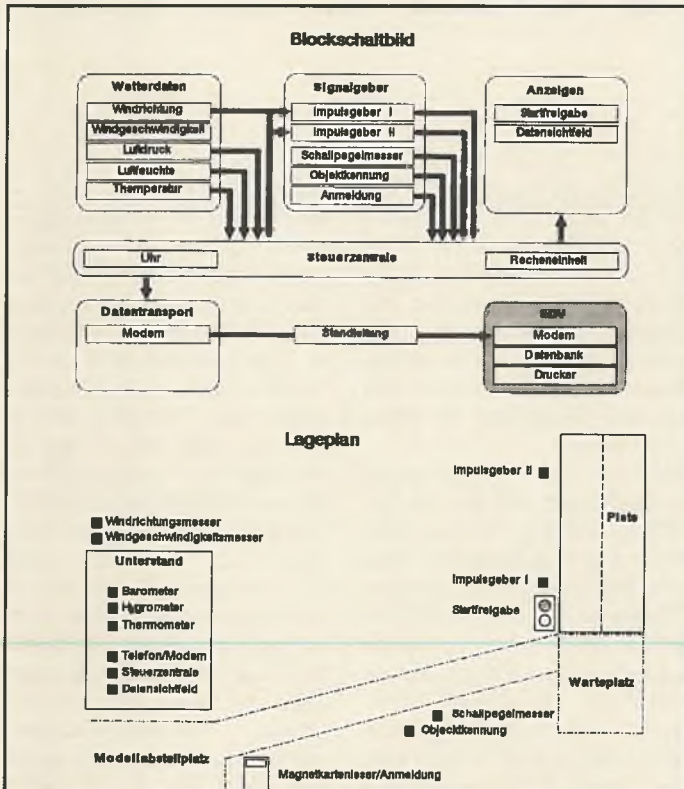 Blockschaltbild
Wetterdaten
Windrichtung
Windgeschwindigkeit
Luftdruck
Luftfeuchte
Themperatur
Signalgeber
Impulsgeber I
Impulsgeber II
Schallpegelmesser
Objektkennung
Anmeldung
Anzeigen
Startfreigabe
Datensichtfeld
Uhr
Steuerzentrale
Recheneinheit
Datentransport
Modem
Standleitung
EDV
Modem
Datenbank
Drucker
Lageplan
Impulsgeber II
Piste
Windrichtungsmesser
Windgeschwindigkeitsmesser
Unterstand
Barometer
Hygrometer
Thermometer
Telefon/Modem
Steuerzentrale
Datensichtfeld
Impulsgeber I
Startfreigabe
Warteplatz
Schallpegelmesser
Objecktkennung
Modellabstellplatz
Magnetkartenleser/Anmeldung